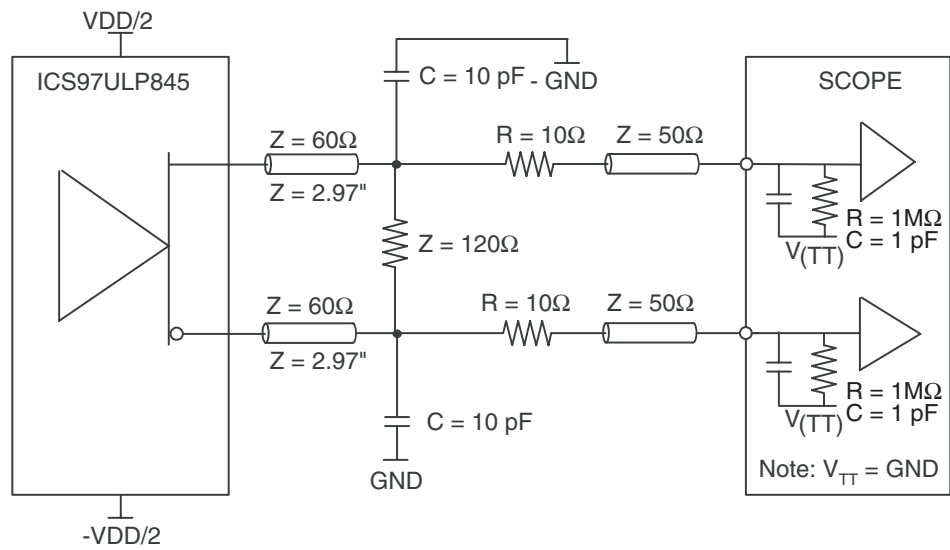 VDD/2
ICS97ULP845
C = 10 pF
- GND
SCOPE
Z = 60Ω
Z = 2.97"
R = 10Ω
Z = 50Ω
R = 1MΩ
C = 1 pF
V(TT)
Z = 120Ω
Z = 60Ω
Z = 2.97"
R = 10Ω
Z = 50Ω
R = 1MΩ
C = 1 pF
V(TT)
C = 10 pF
GND
Note: VTT = GND
-VDD/2